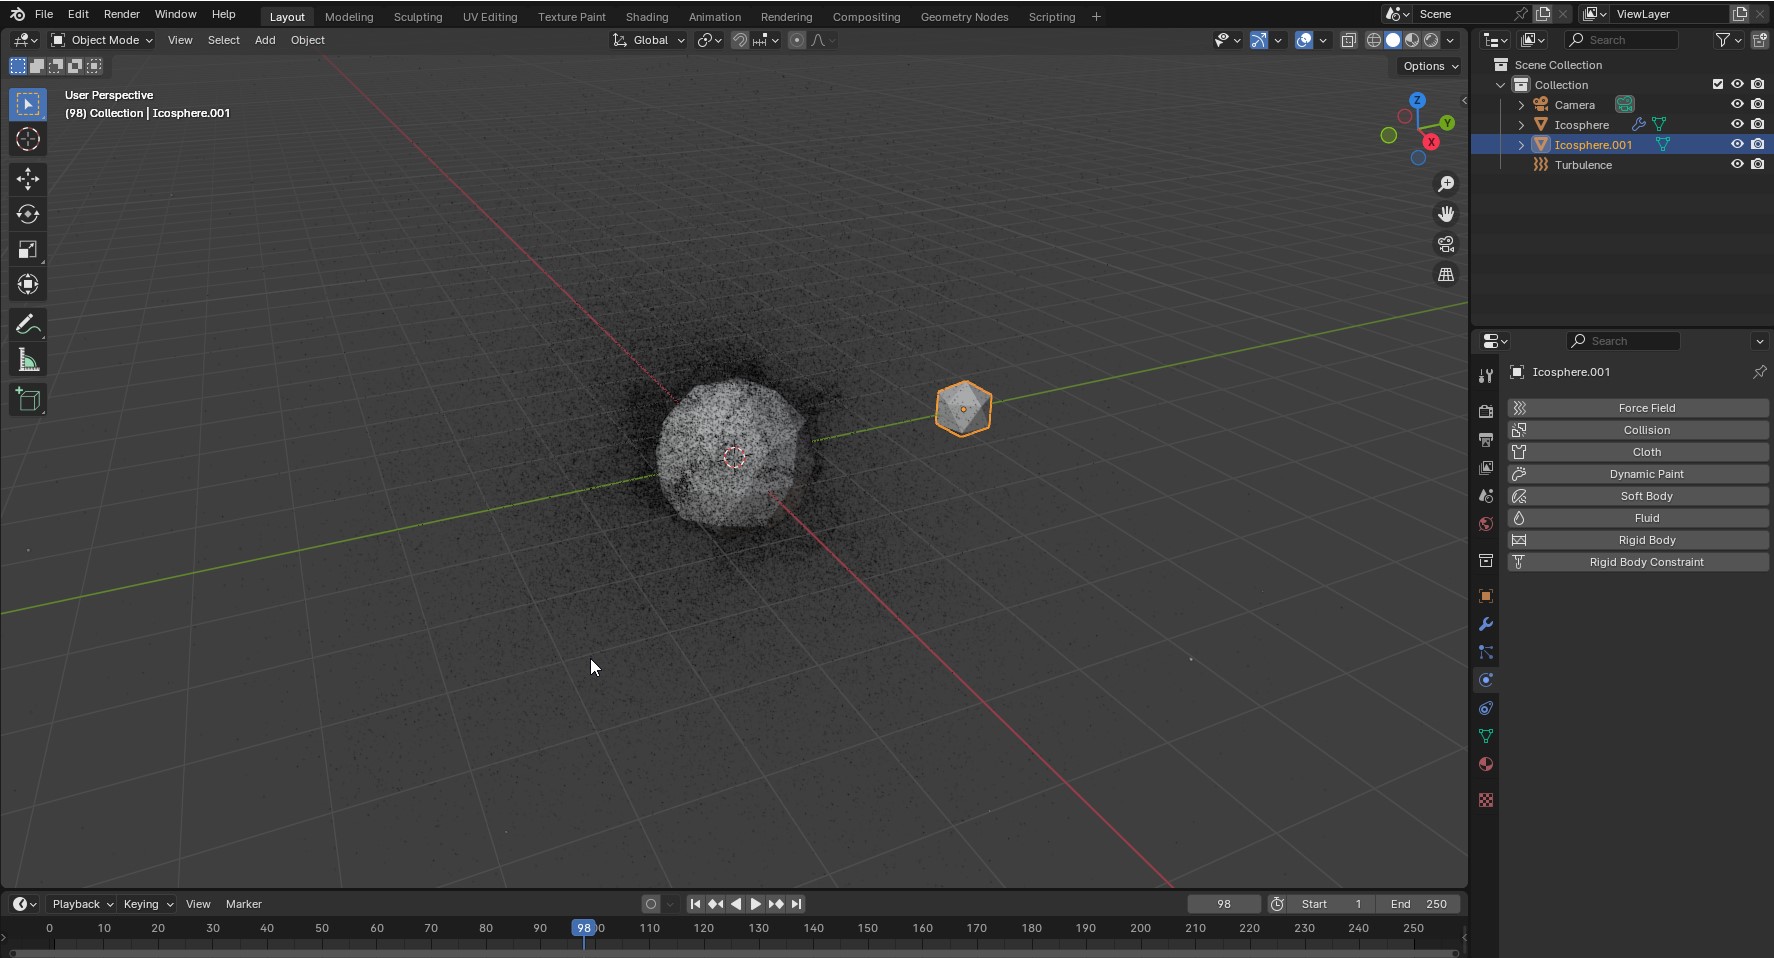 File Edit Render Window Help Layout Modeling Sculpting UV Editing Texture Paint Shading Animation Rendering Compositing Geometry Nodes Scripting + Scene ViewLayer
Object Mode View Select Add Object Global Search
Options
User Perspective
(98) Collection | Icosphere.001
Z
Y
X
Scene Collection
Collection
Camera
Icosphere
Icosphere.001
Turbulence
Search
Icosphere.001
Force Field
Collision
Cloth
Dynamic Paint
Soft Body
Fluid
Rigid Body
Rigid Body Constraint
Playback Keying View Marker 98 Start 1 End 250
0 10 20 30 40 50 60 70 80 90 98 110 120 130 140 150 160 170 180 190 200 210 220 230 240 250